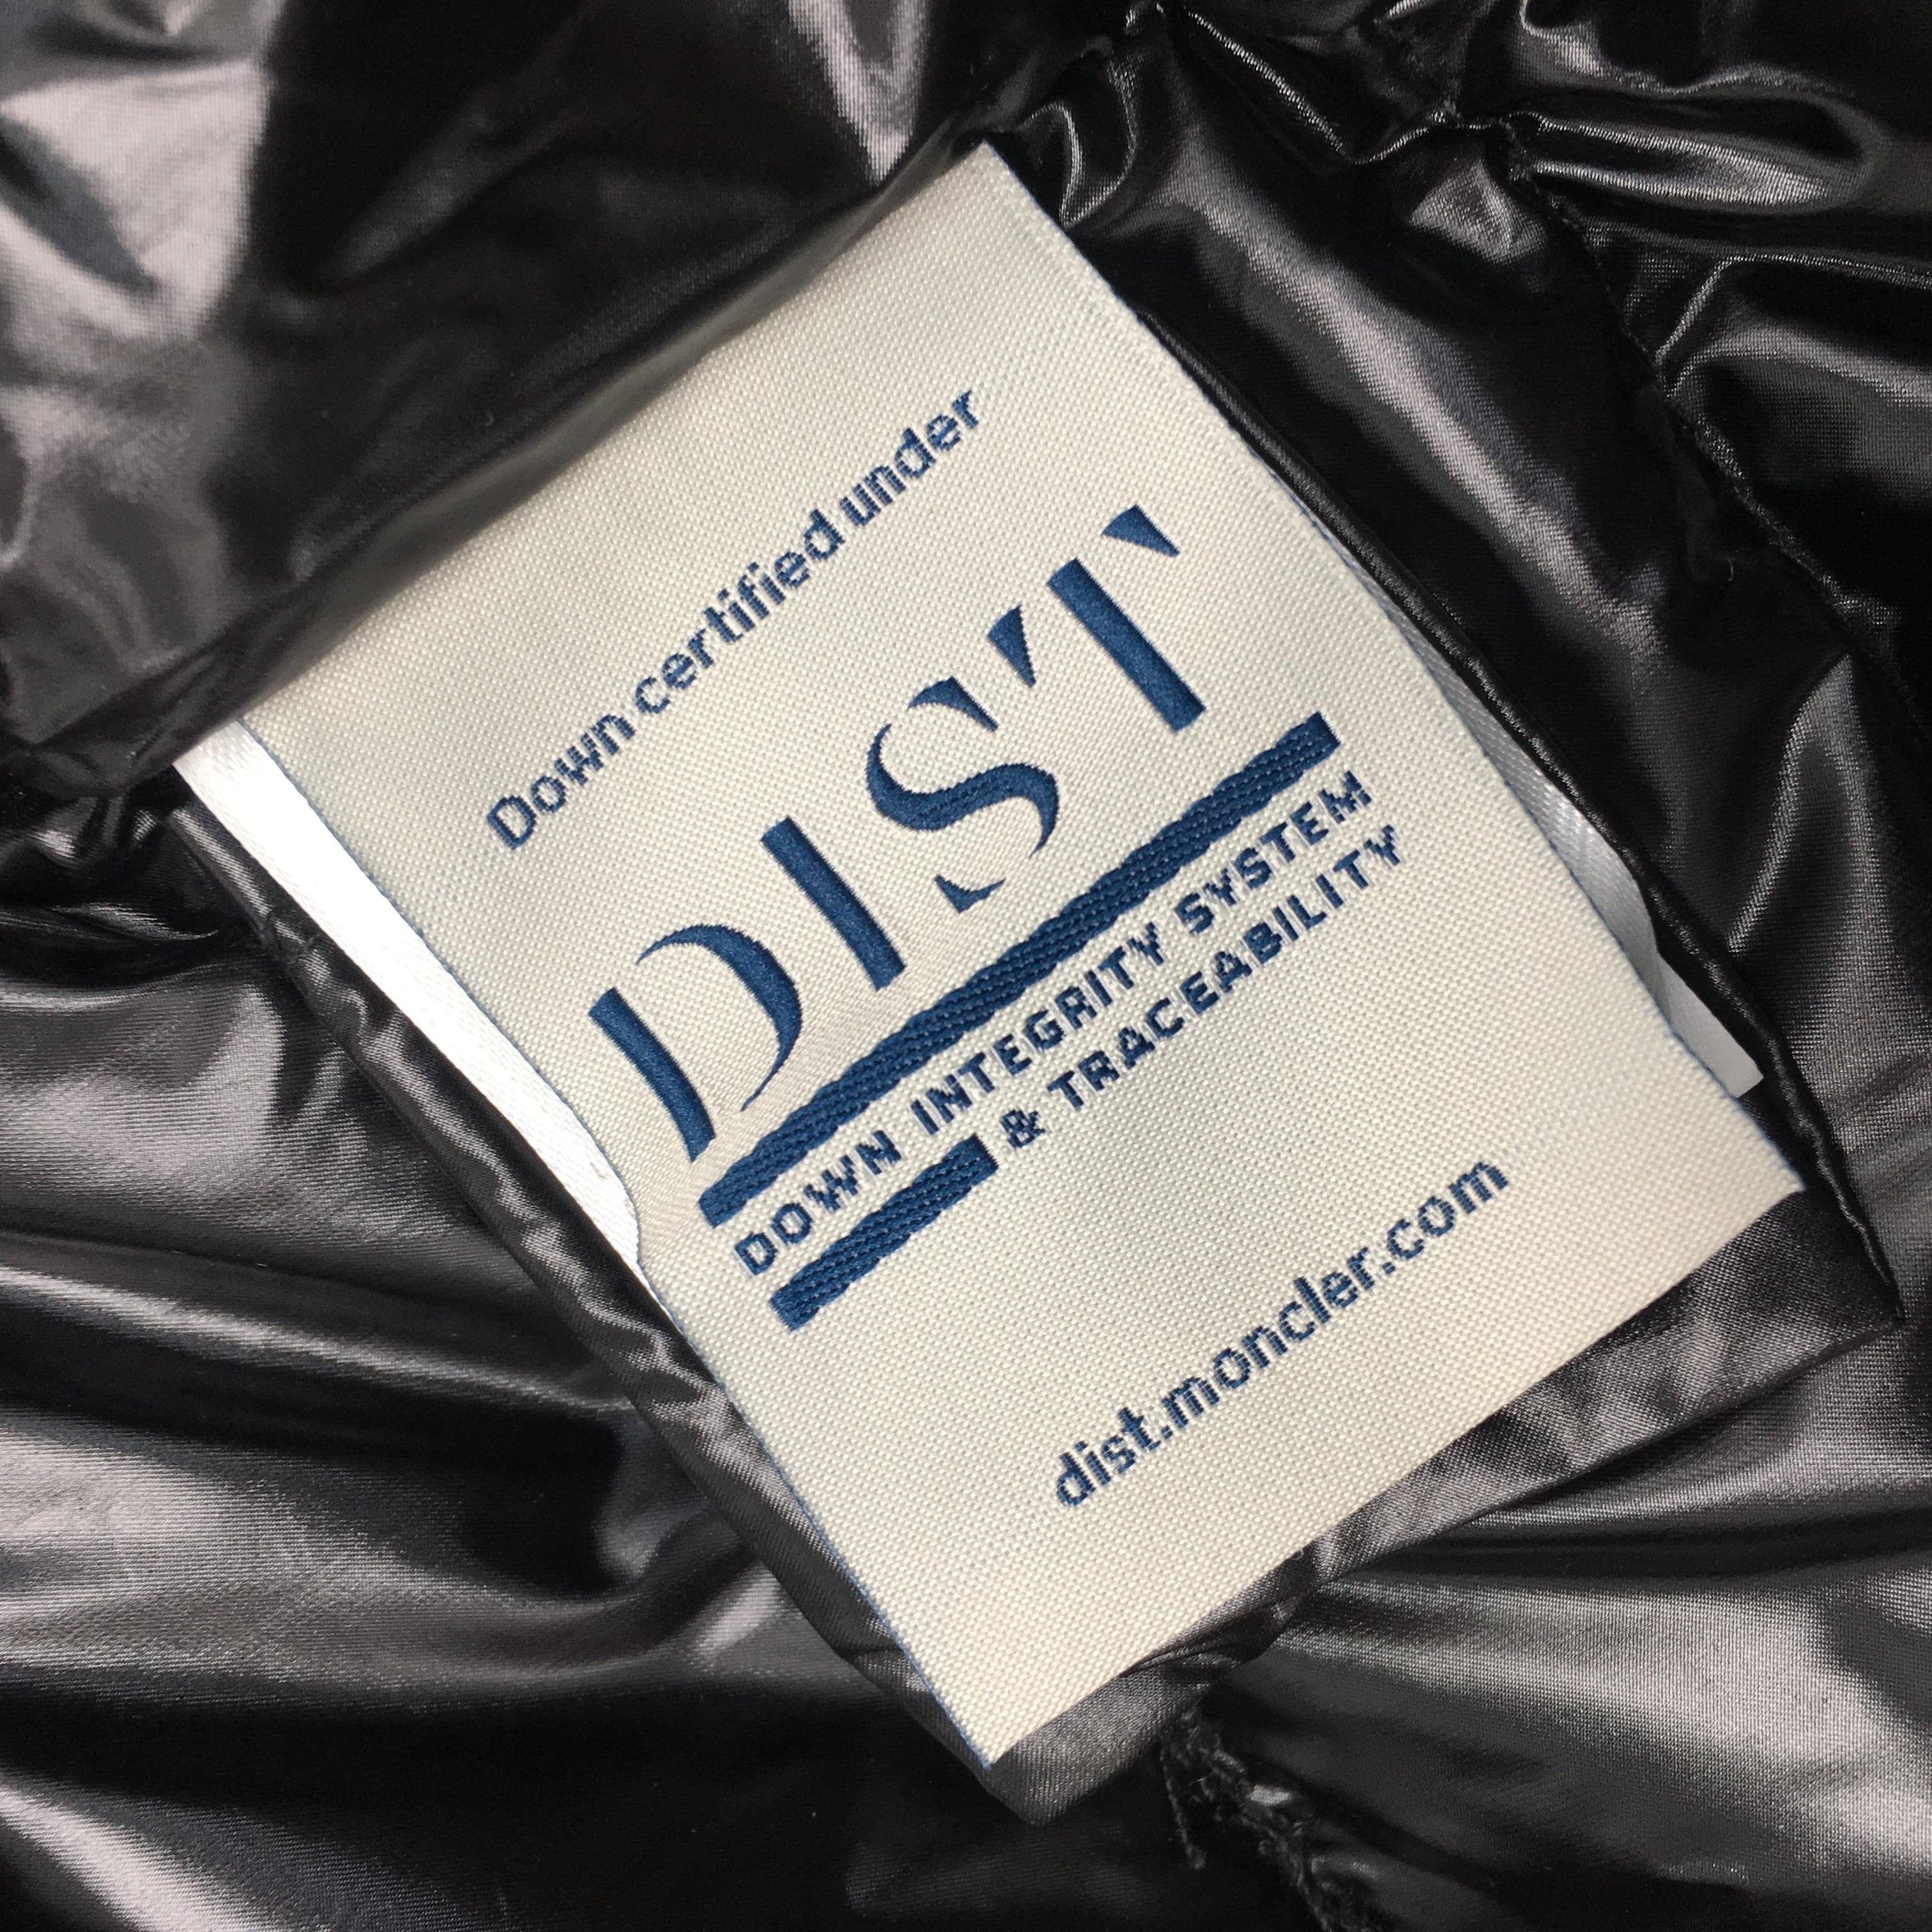 Down certified under
DIST
DOWN INTEGRITY SYSTEM
& TRACEABILITY
dist.moncler.com